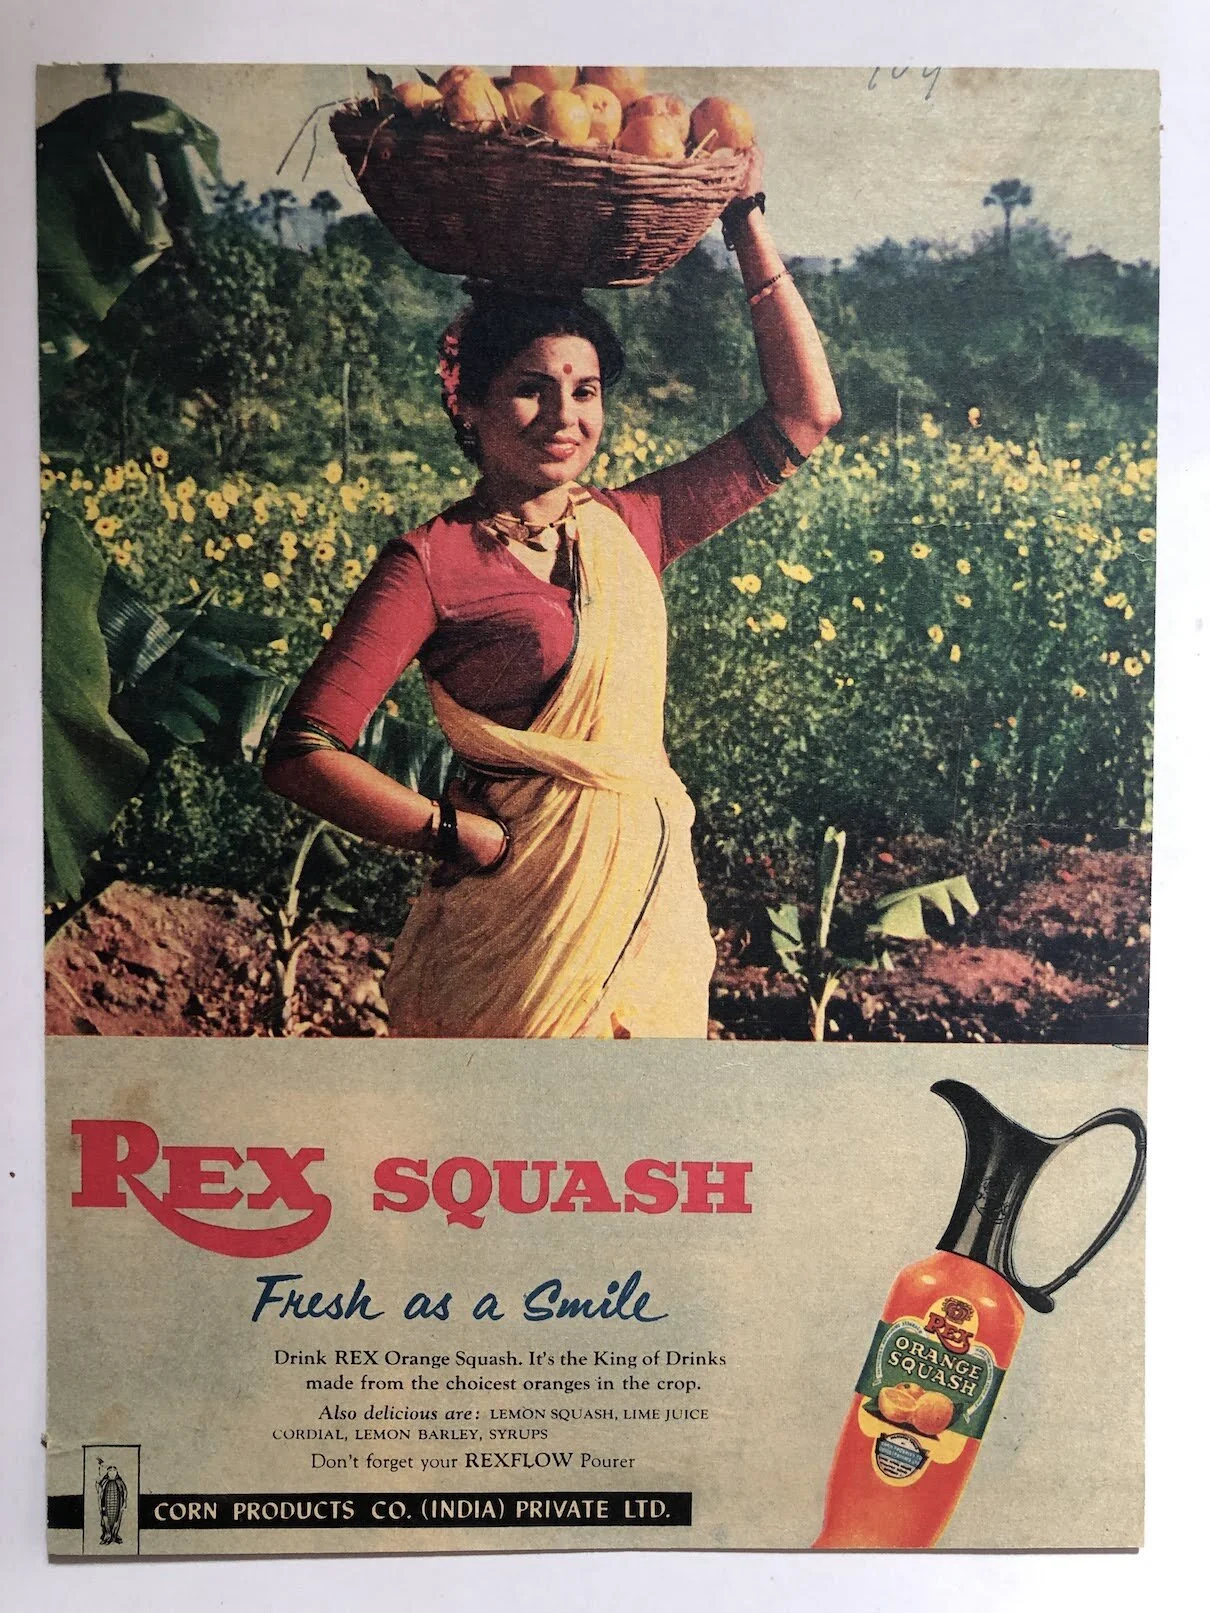 REX SQUASH
Fresh as a Smile
Drink REX Orange Squash. It's the King of Drinks
made from the choicest oranges in the crop.
Also delicious are: LEMON SQUASH, LIME JUICE
CORDIAL, LEMON BARLEY, SYRUPS
Don't forget your REXFLOW Pourer
CORN PRODUCTS CO. (INDIA) PRIVATE LTD.
REX
ORANGE
SQUASH